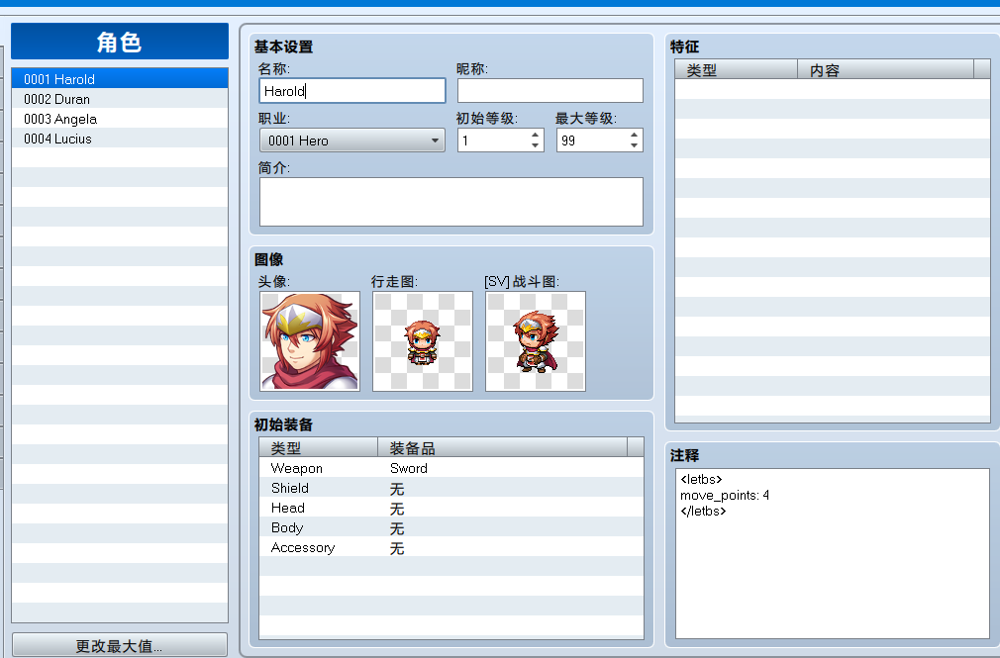 角色
0001 Harold
0002 Duran
0003 Angela
0004 Lucius
更改最大值...
基本设置
名称:
昵称:
Harold
职业:
初始等级:
最大等级:
0001 Hero
1
99
简介:
图像
头像:
行走图:
[SV] 战斗图:
初始装备
类型 装备品
Weapon Sword
Shield 无
Head 无
Body 无
Accessory 无
特征
类型 内容
注释
<letbs>
move_points: 4
</letbs>